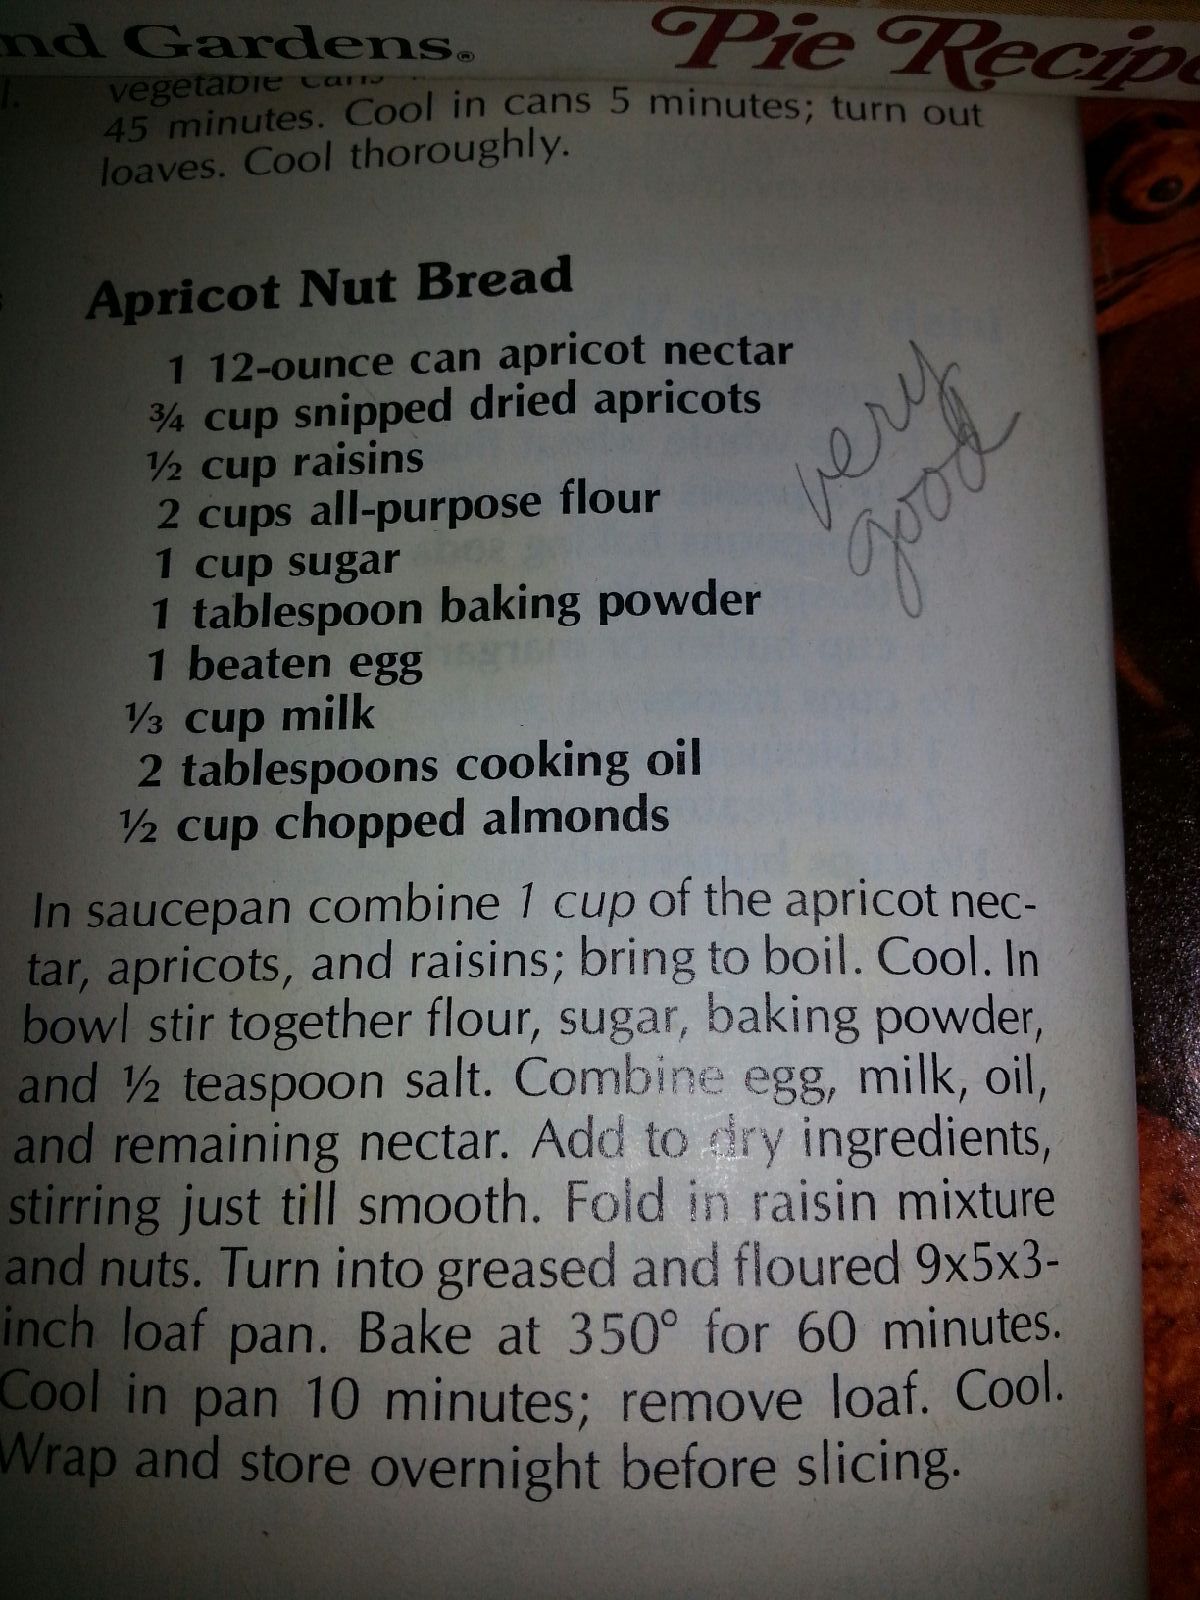 nd Gardens® Pie Recip
vegetable cans
45 minutes. Cool in cans 5 minutes; turn out
loaves. Cool thoroughly.
Apricot Nut Bread
1 12-ounce can apricot nectar
¾ cup snipped dried apricots
½ cup raisins
2 cups all-purpose flour
1 cup sugar
1 tablespoon baking powder
1 beaten egg
⅓ cup milk
2 tablespoons cooking oil
½ cup chopped almonds
very
good
In saucepan combine 1 cup of the apricot nec-
tar, apricots, and raisins; bring to boil. Cool. In
bowl stir together flour, sugar, baking powder,
and ½ teaspoon salt. Combine egg, milk, oil,
and remaining nectar. Add to dry ingredients,
stirring just till smooth. Fold in raisin mixture
and nuts. Turn into greased and floured 9x5x3-
inch loaf pan. Bake at 350° for 60 minutes.
Cool in pan 10 minutes; remove loaf. Cool.
Wrap and store overnight before slicing.